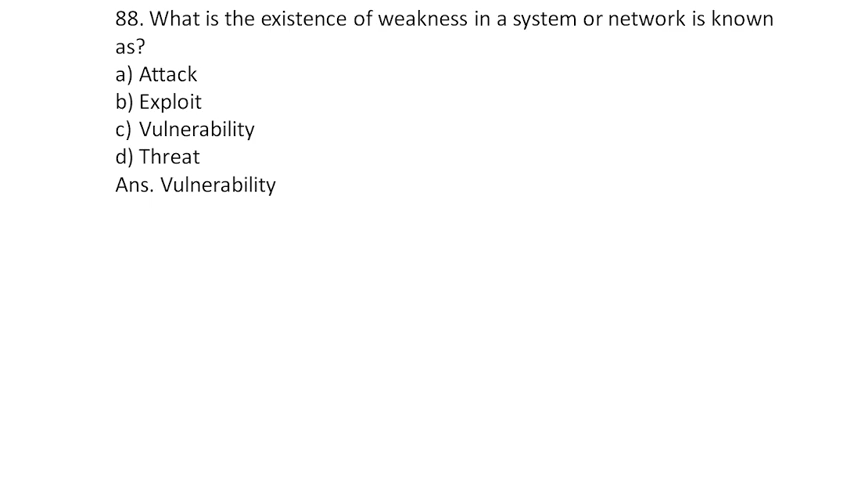 88. What is the existence of weakness in a system or network is known
as?
a) Attack
b) Exploit
c) Vulnerability
d) Threat
Ans. Vulnerability